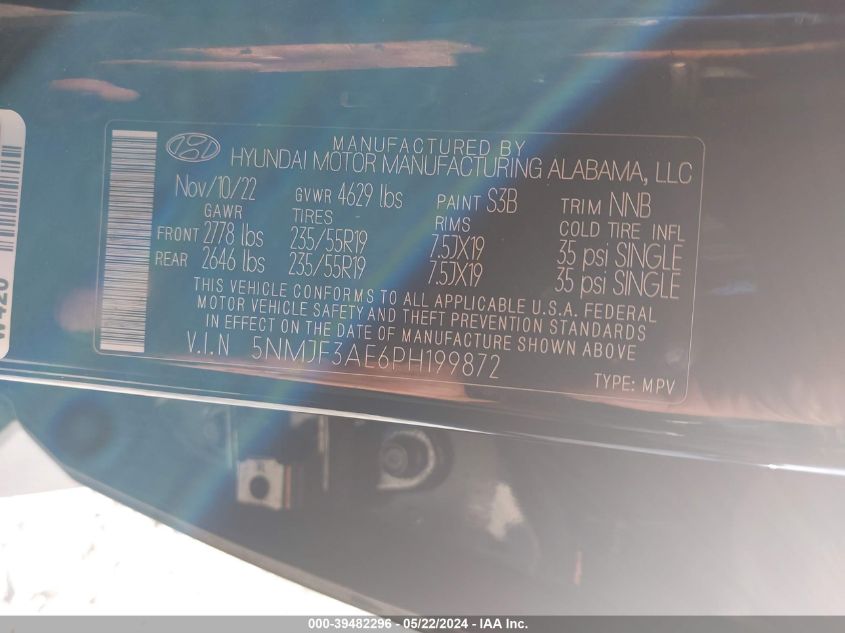 MANUFACTURED BY
HYUNDAI MOTOR MANUFACTURING ALABAMA, LLC
Nov/10/22 GVWR 4629 lbs PAINT S3B TRIM NNB
GAWR TIRES RIMS COLD TIRE INFL
FRONT 2778 lbs 235/55R19 7.5JX19 35 psi SINGLE
REAR 2646 lbs 235/55R19 7.5JX19 35 psi SINGLE
THIS VEHICLE CONFORMS TO ALL APPLICABLE U.S.A. FEDERAL
MOTOR VEHICLE SAFETY AND THEFT PREVENTION STANDARDS
IN EFFECT ON THE DATE OF MANUFACTURE SHOWN ABOVE.
V.I.N 5NMJF3AE6PH199872
TYPE: MPV
000-39482296 - 05/22/2024 - IAA Inc.